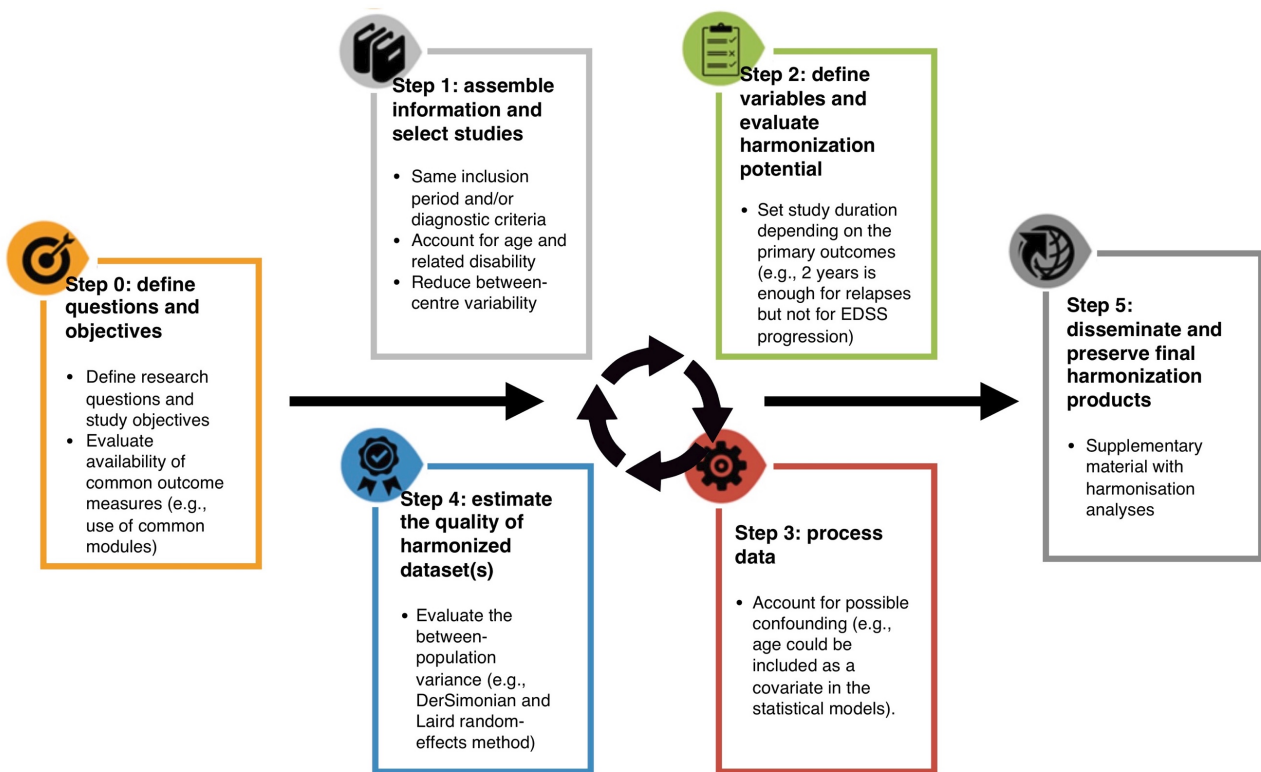 Step 0: define
questions and
objectives
• Define research
questions and
study objectives
• Evaluate
availability of
common outcome
measures (e.g.,
use of common
modules)
Step 1: assemble
information and
select studies
• Same inclusion
period and/or
diagnostic criteria
• Account for age and
related disability
• Reduce between-
centre variability
Step 2: define
variables and
evaluate
harmonization
potential
• Set study duration
depending on the
primary outcomes
(e.g., 2 years is
enough for relapses
but not for EDSS
progression)
Step 3: process
data
• Account for possible
confounding (e.g.,
age could be
included as a
covariate in the
statistical models).
Step 4: estimate
the quality of
harmonized
dataset(s)
• Evaluate the
between-
population
variance (e.g.,
DerSimonian and
Laird random-
effects method)
Step 5:
disseminate and
preserve final
harmonization
products
• Supplementary
material with
harmonisation
analyses